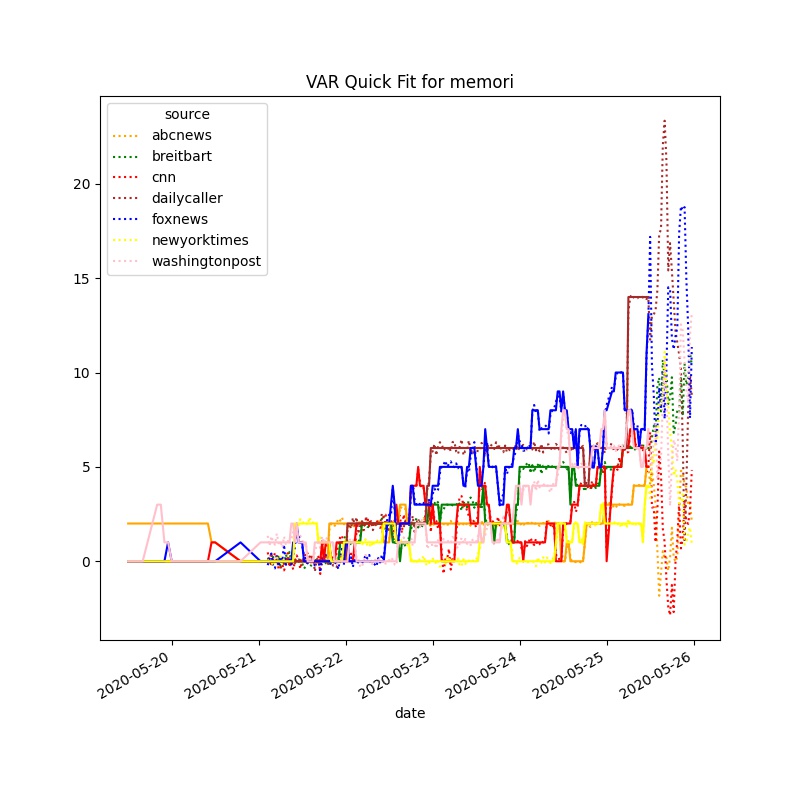 VAR Quick Fit for memori
source
abcnews
breitbart
cnn
dailycaller
foxnews
newyorktimes
washingtonpost
20
15
10
5
0
2020-05-20
2020-05-21
2020-05-22
2020-05-23
2020-05-24
2020-05-25
2020-05-26
date